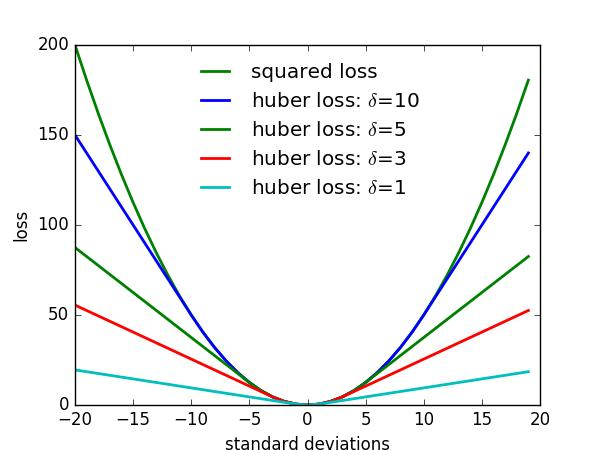 200
150
100
50
0
loss
squared loss
huber loss: δ=10
huber loss: δ=5
huber loss: δ=3
huber loss: δ=1
−20 −15 −10 −5 0 5 10 15 20
standard deviations